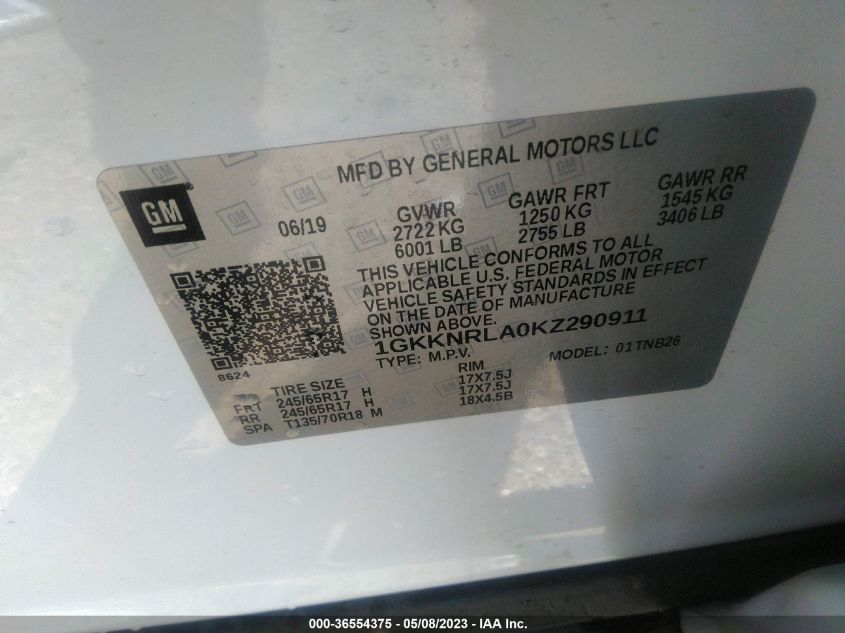 MFD BY GENERAL MOTORS LLC
GM
06/19
GVWR
2722 KG
6001 LB
GAWR FRT
1250 KG
2755 LB
GAWR RR
1545 KG
3406 LB
THIS VEHICLE CONFORMS TO ALL
APPLICABLE U.S. FEDERAL MOTOR
VEHICLE SAFETY STANDARDS IN EFFECT
ON THE DATE OF MANUFACTURE
SHOWN ABOVE.
1GKKNRLA0KZ290911
TYPE: M.P.V. MODEL: 01TNB26
8624
TIRE SIZE RIM
FRT 245/65R17 H 17X7.5J
RR 245/65R17 H 17X7.5J
SPA T135/70R18 M 18X4.5B
000-36554375 - 05/08/2023 - IAA Inc.